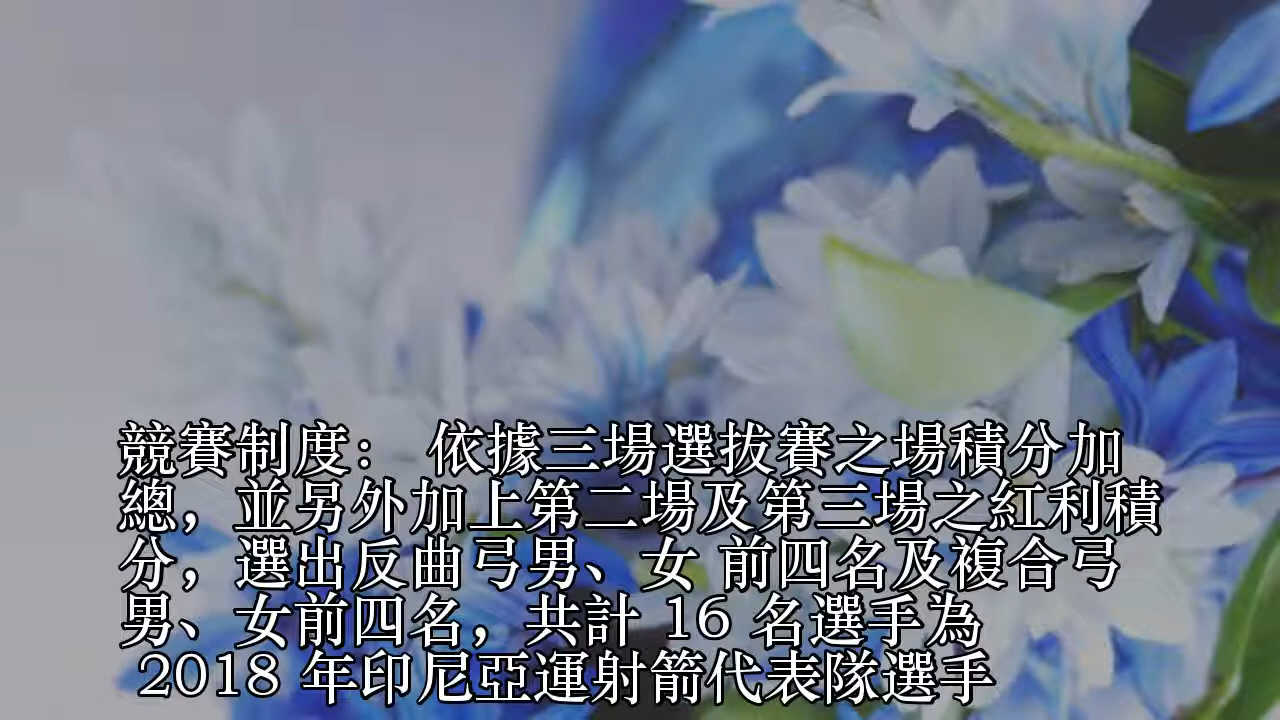 競賽制度： 依據三場選拔賽之場積分加
總，並另外加上第二場及第三場之紅利積
分，選出反曲弓男、女 前四名及複合弓
男、女前四名，共計 16 名選手為
2018 年印尼亞運射箭代表隊選手